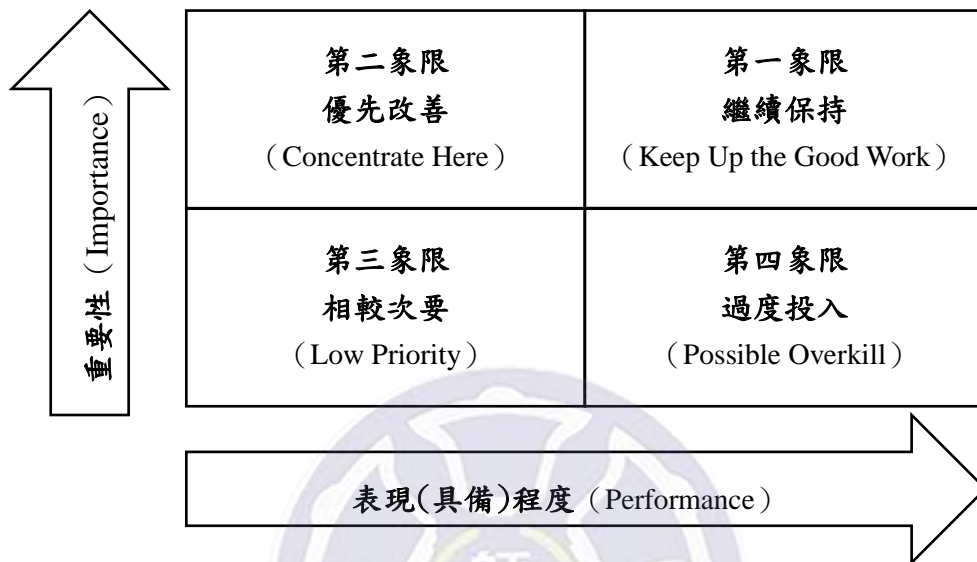 第二象限
優先改善
（Concentrate Here）
第一象限
繼續保持
（Keep Up the Good Work）
第三象限
相較次要
（Low Priority）
第四象限
過度投入
（Possible Overkill）
重要性（Importance）
表現(具備)程度（Performance）
師